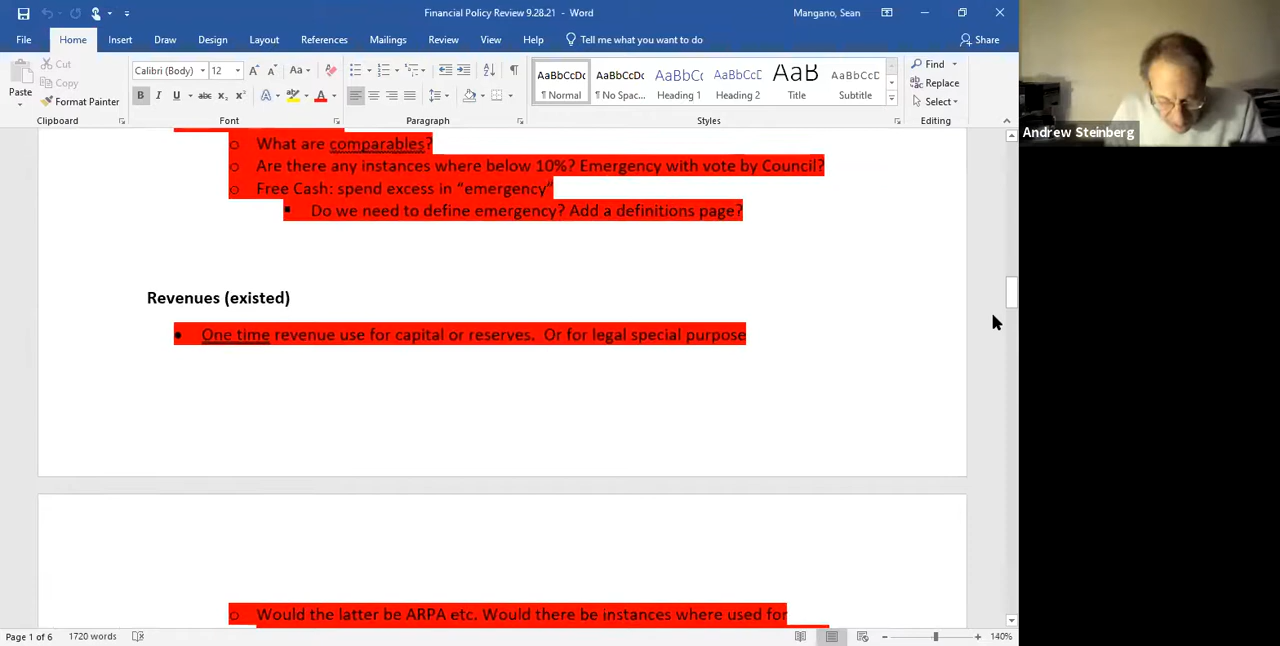 Financial Policy Review 9.28.21 - Word
Mangano, Sean
File Home Insert Draw Design Layout References Mailings Review View Help Tell me what you want to do Share
Paste
Cut
Copy
Format Painter
Clipboard
Calibri (Body) 12
Aa
B I U abc x2 x2 A A
Font
Paragraph
AaBbCcDc AaBbCcDc AaBbC AaBbCcD AaB AaBbCcD
¶ Normal ¶ No Spac... Heading 1 Heading 2 Title Subtitle
Styles
Find
Replace
Select
Editing
Andrew Steinberg
o What are comparables?
o Are there any instances where below 10%? Emergency with vote by Council?
o Free Cash: spend excess in “emergency”
▪ Do we need to define emergency? Add a definitions page?
Revenues (existed)
• One time revenue use for capital or reserves. Or for legal special purpose
o Would the latter be ARPA etc. Would there be instances where used for
Page 1 of 6 1720 words 140%